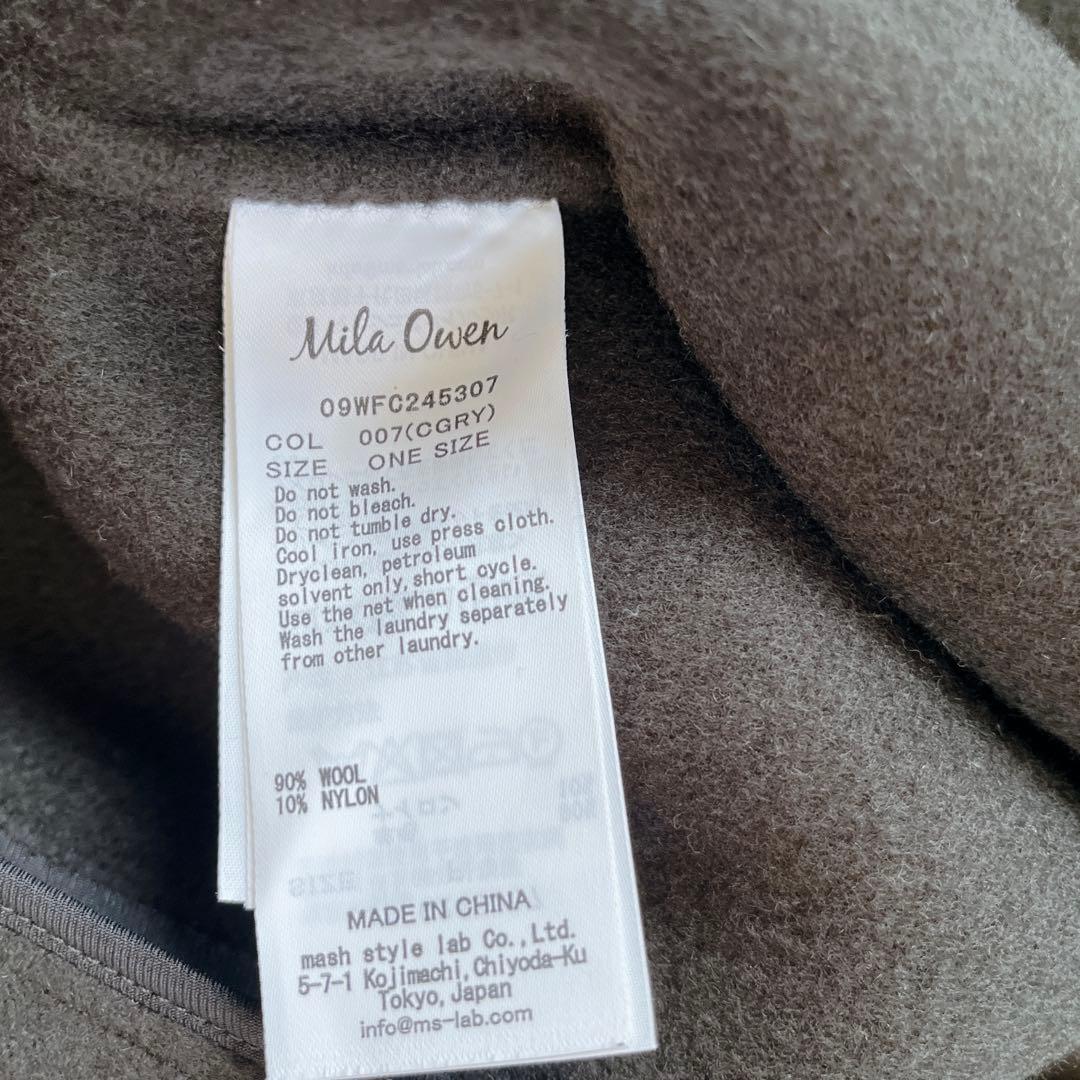 Mila Owen
09WFC245307
COL 007(CGRY)
SIZE ONE SIZE
Do not wash.
Do not bleach.
Do not tumble dry.
Cool iron, use press cloth.
Dryclean, petroleum
solvent only, short cycle.
Use the net when cleaning.
Wash the laundry separately
from other laundry.
90% WOOL
10% NYLON
MADE IN CHINA
mash style lab Co.,Ltd.
5-7-1 Kojimachi, Chiyoda-Ku
Tokyo, Japan
info@ms-lab.com